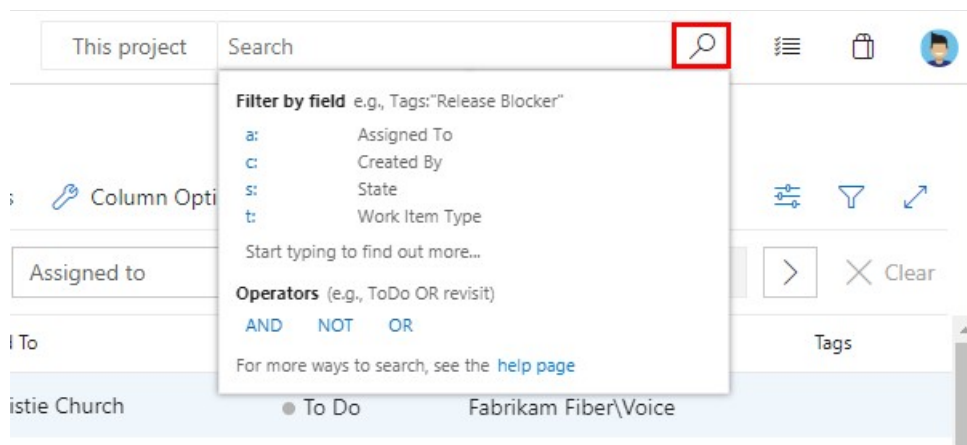 This project Search
Filter by field e.g., Tags:"Release Blocker"
a: Assigned To
c: Created By
s: State
t: Work Item Type
Column Opti
Start typing to find out more...
Assigned to
Clear
Operators (e.g., ToDo OR revisit)
AND NOT OR
To
Tags
For more ways to search, see the help page
istie Church
To Do
Fabrikam Fiber\Voice